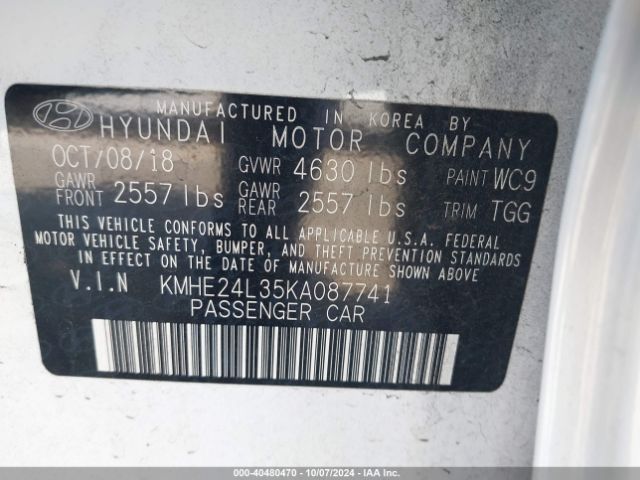 MANUFACTURED IN KOREA BY
HYUNDAI MOTOR COMPANY
OCT/08/18 GVWR 4630 lbs PAINT WC9
GAWR FRONT 2557 lbs GAWR REAR 2557 lbs TRIM TGG
THIS VEHICLE CONFORMS TO ALL APPLICABLE U.S.A. FEDERAL
MOTOR VEHICLE SAFETY, BUMPER, AND THEFT PREVENTION STANDARDS
IN EFFECT ON THE DATE OF MANUFACTURE SHOWN ABOVE
V.I.N KMHE24L35KA087741
PASSENGER CAR
000-40480470 • 10/07/2024 • IAA, Inc.